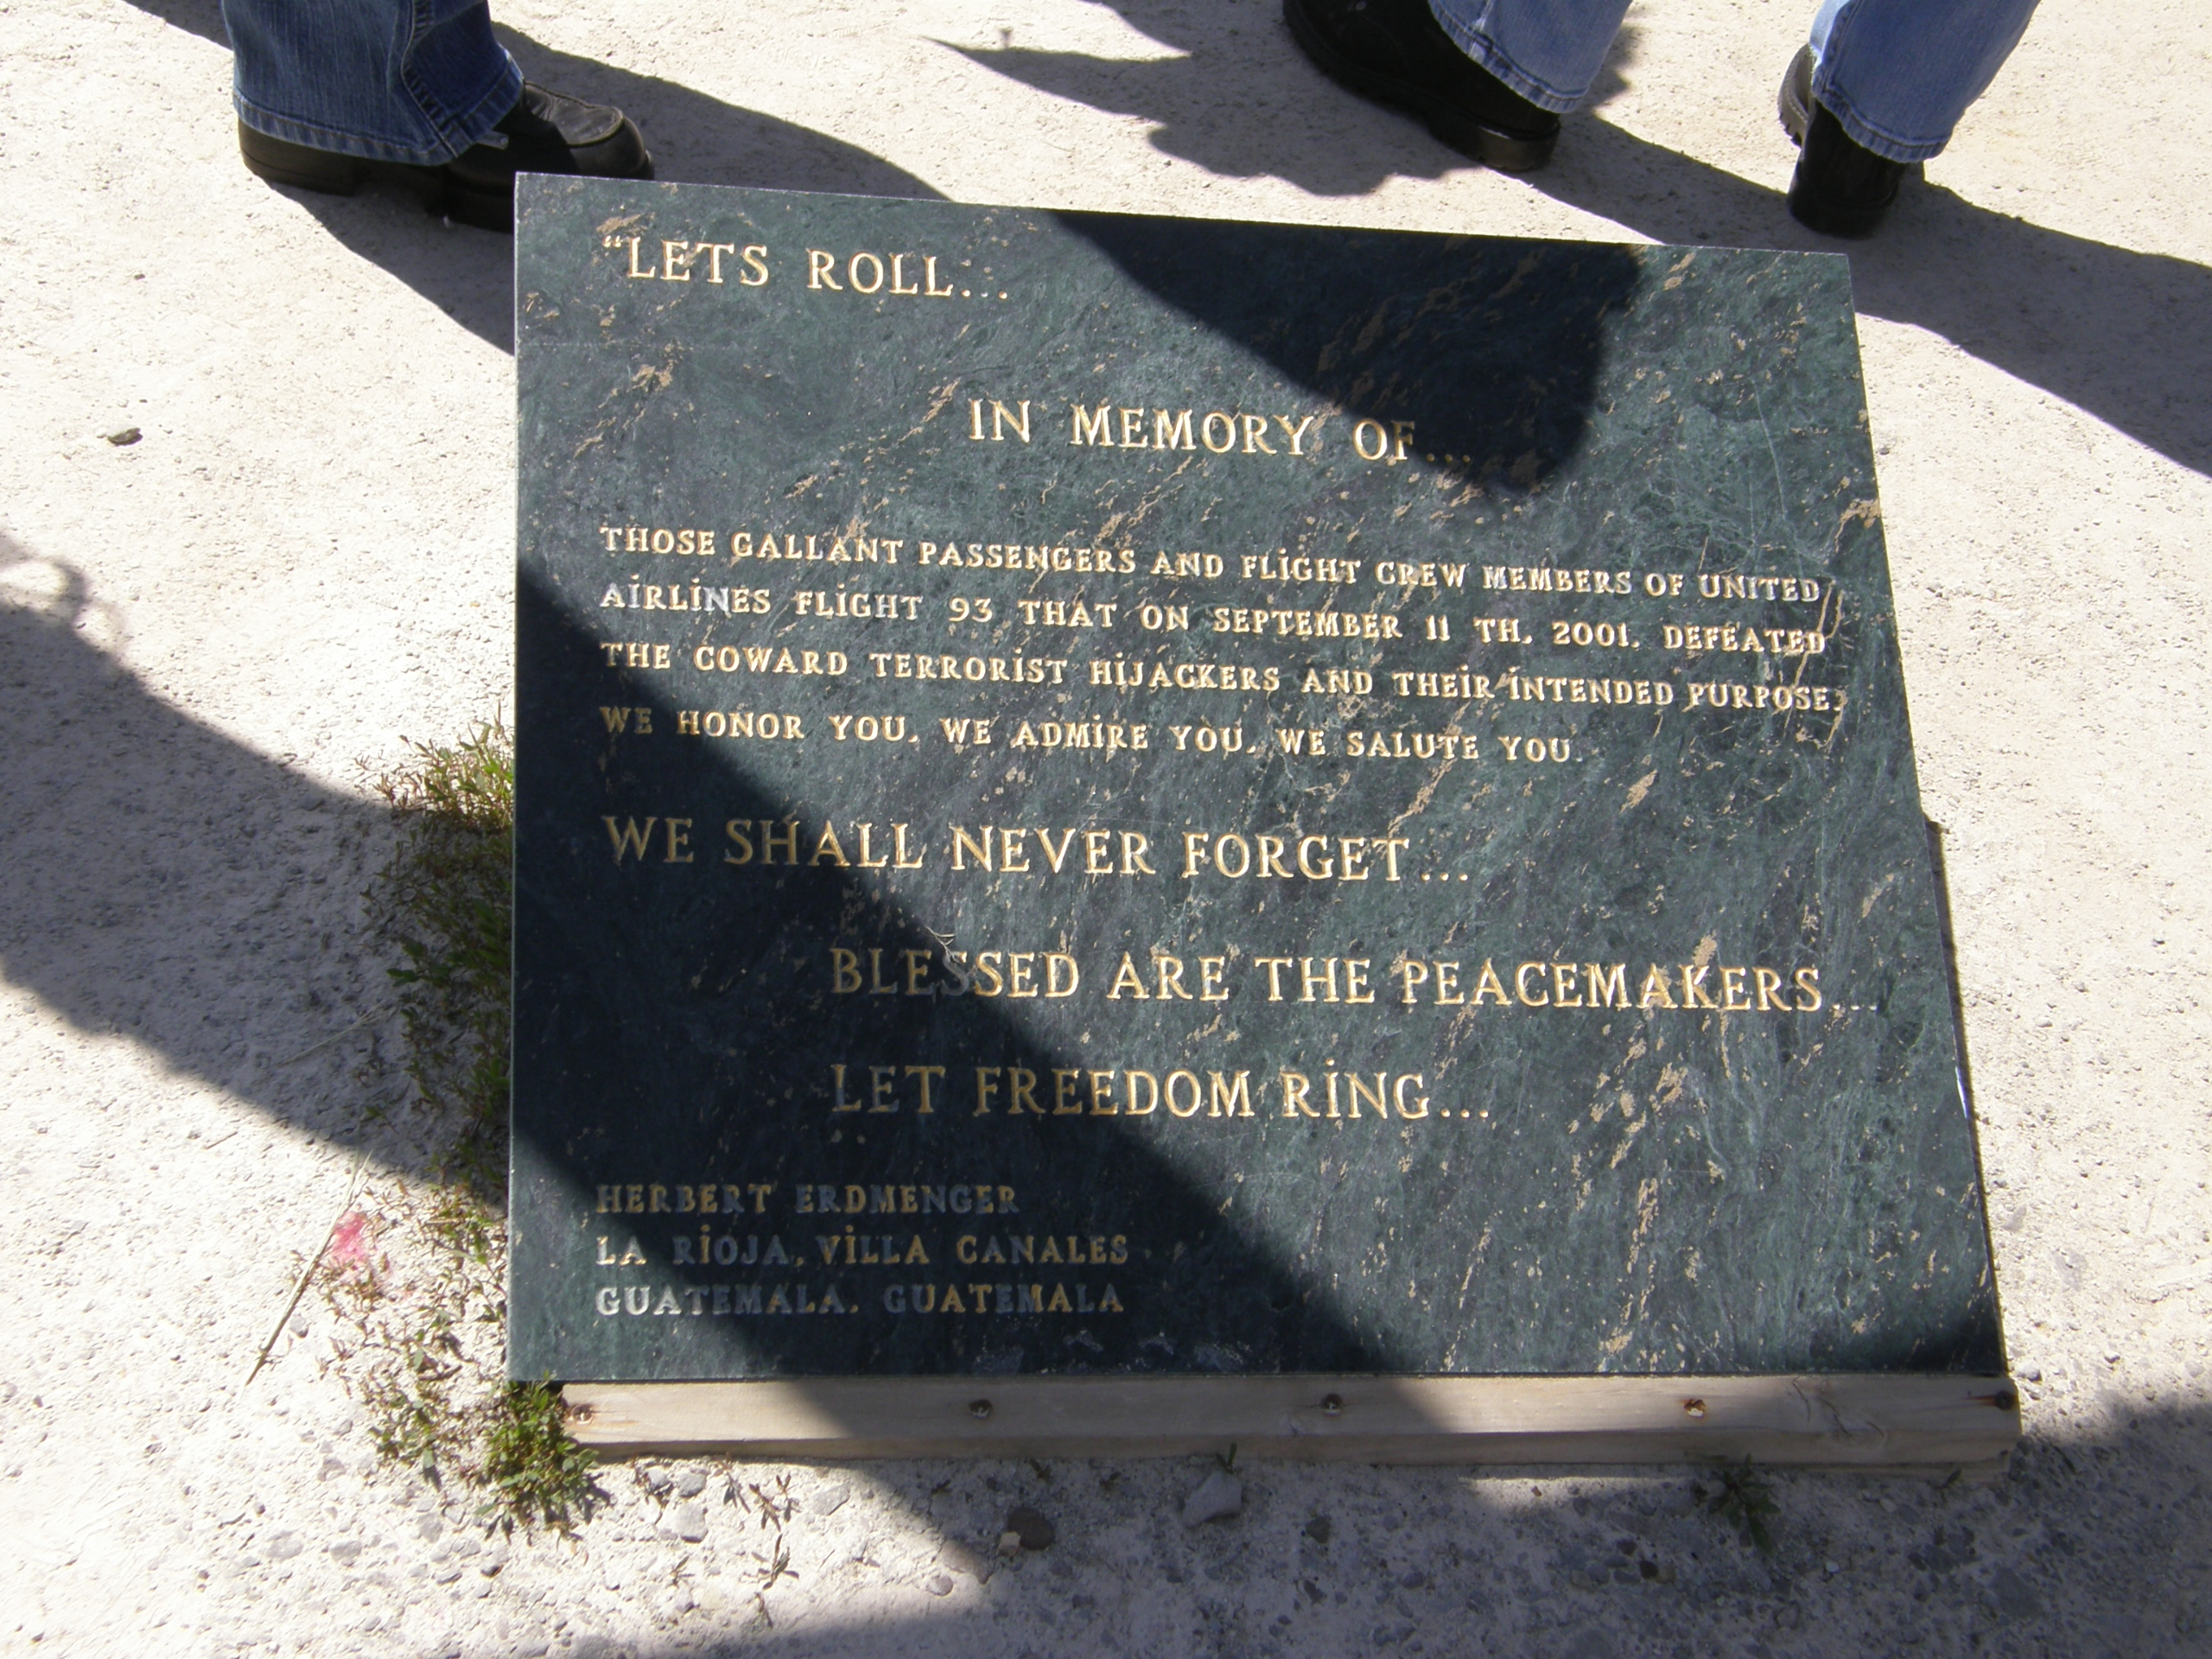 “LETS ROLL...
IN MEMORY OF...
THOSE GALLANT PASSENGERS AND FLIGHT CREW MEMBERS OF UNITED
AIRLINES FLIGHT 93 THAT ON SEPTEMBER 11 TH. 2001. DEFEATED
THE COWARD TERRORIST HIJACKERS AND THEIR INTENDED PURPOSE.
WE HONOR YOU. WE ADMIRE YOU. WE SALUTE YOU.
WE SHALL NEVER FORGET...
BLESSED ARE THE PEACEMAKERS...
LET FREEDOM RING...
HERBERT ERDMENGER
LA RIOJA, VILLA CANALES
GUATEMALA. GUATEMALA